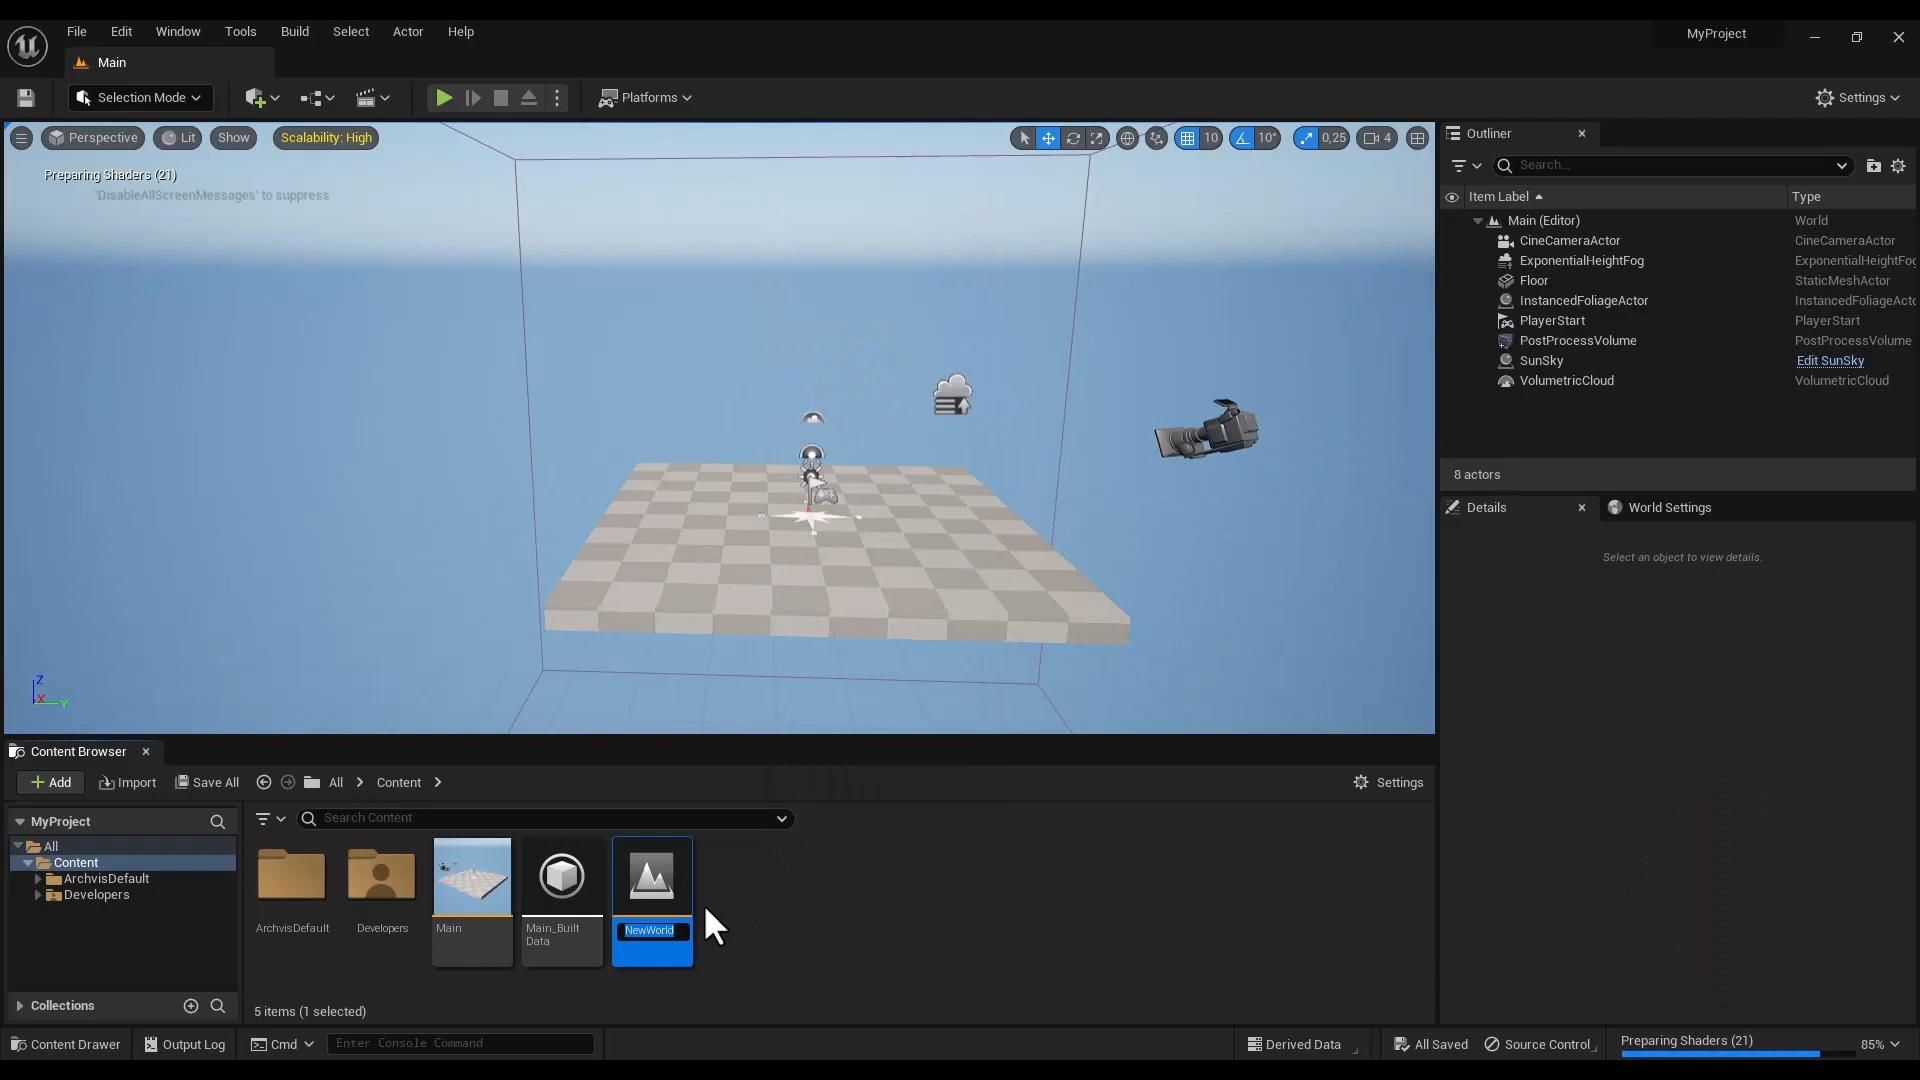 File Edit Window Tools Build Select Actor Help
MyProject
Main
Selection Mode
Platforms
Settings
Perspective Lit Show Scalability: High
10 10° 0,25 4
Preparing Shaders (21)
'DisableAllScreenMessages' to suppress
Z
X
Y
Outliner
Search...
Item Label Type
Main (Editor) World
CineCameraActor CineCameraActor
ExponentialHeightFog ExponentialHeightFog
Floor StaticMeshActor
InstancedFoliageActor InstancedFoliageActo
PlayerStart PlayerStart
PostProcessVolume PostProcessVolume
SunSky Edit SunSky
VolumetricCloud VolumetricCloud
8 actors
Details World Settings
Select an object to view details.
Content Browser
Add Import Save All All Content Settings
MyProject
Search Content
All
Content
ArchvisDefault
Developers
ArchvisDefault
Developers
Main
Main_Built
Data
NewWorld
Collections
5 items (1 selected)
Content Drawer Output Log Cmd Enter Console Command Derived Data All Saved Source Control Preparing Shaders (21) 85%